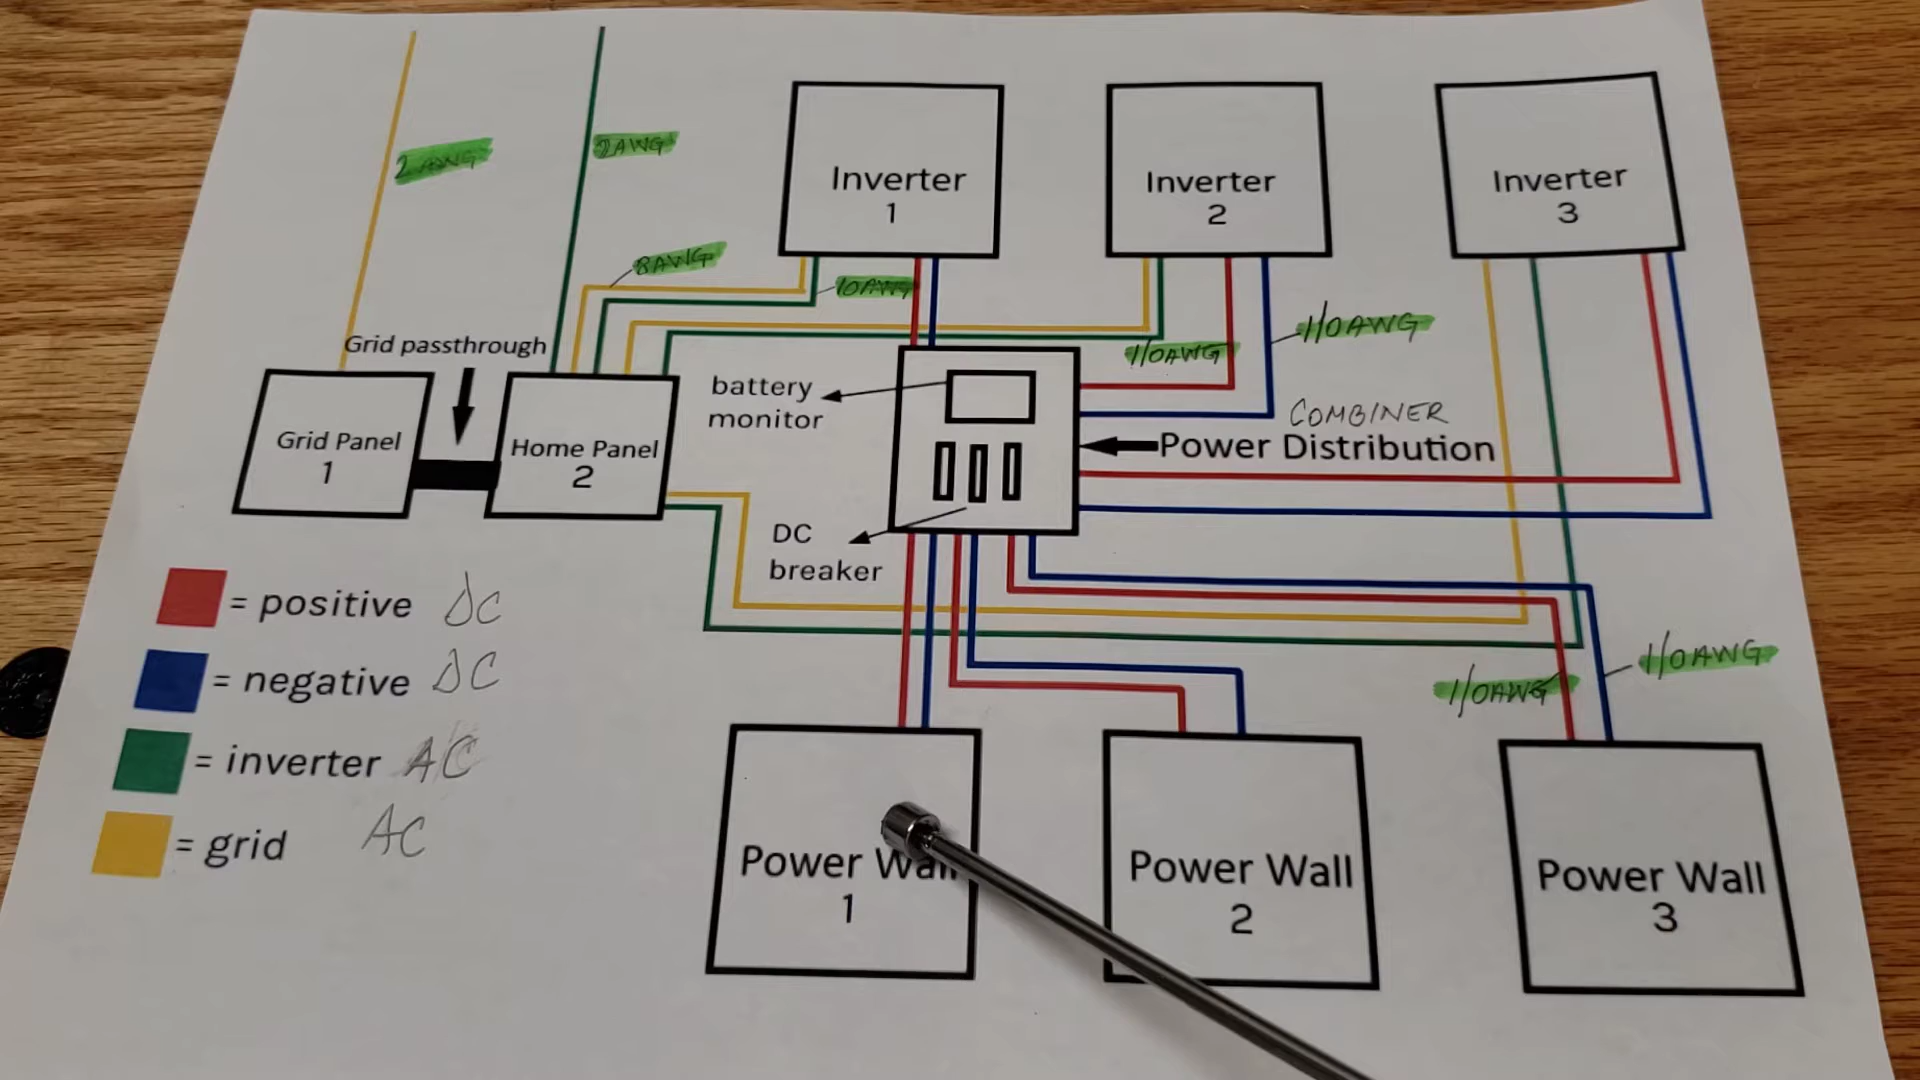 2 AWG
2AWG
Inverter
1
Inverter
2
Inverter
3
8AWG
10AWG
1/0AWG
1/0AWG
Grid passthrough
battery
monitor
COMBINER
Power Distribution
Grid Panel
1
Home Panel
2
DC
breaker
= positive DC
= negative DC
= inverter AC
= grid AC
1/0AWG
1/0AWG
Power Wall
1
Power Wall
2
Power Wall
3